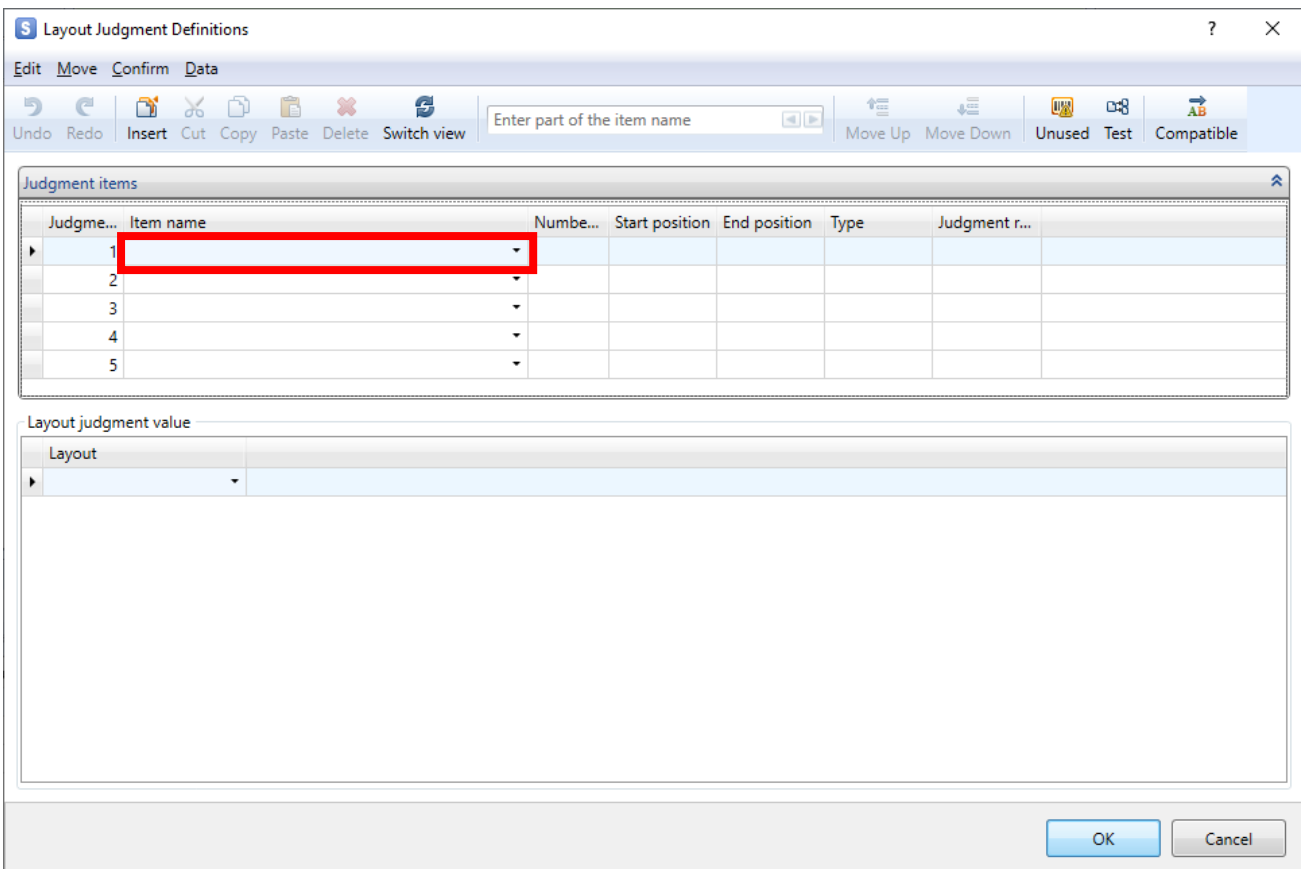 S Layout Judgment Definitions ?
Edit Move Confirm Data
Undo Redo Insert Cut Copy Paste Delete Switch view Enter part of the item name Move Up Move Down Unused Test AB Compatible
Judgment items
Judgme... Item name Numbe... Start position End position Type Judgment r...
1
2
3
4
5
Layout judgment value
Layout
OK Cancel